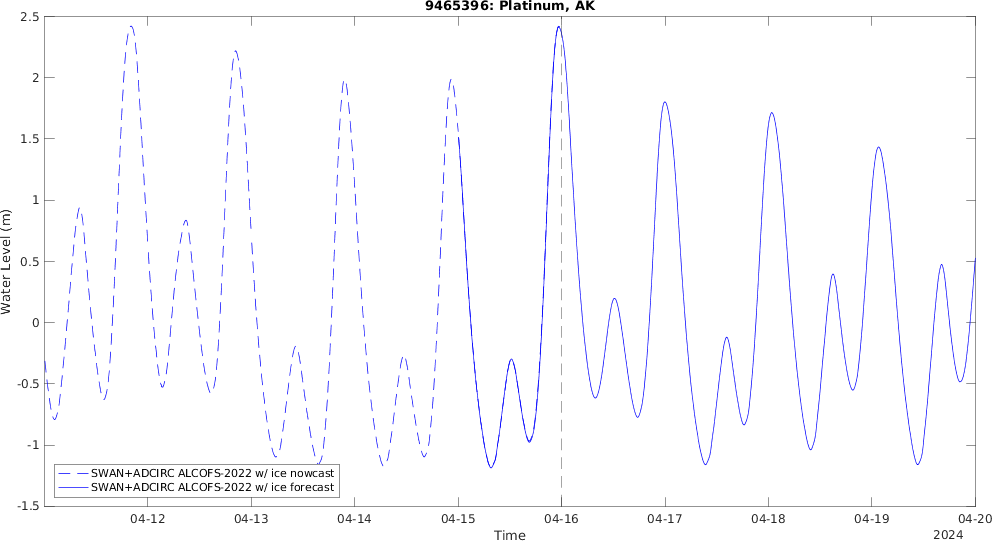 9465396: Platinum, AK
2.5
2
1.5
1
0.5
0
-0.5
-1
-1.5
Water Level (m)
SWAN+ADCIRC ALCOFS-2022 w/ ice nowcast
SWAN+ADCIRC ALCOFS-2022 w/ ice forecast
04-12 04-13 04-14 04-15 04-16 04-17 04-18 04-19 04-20
Time
2024